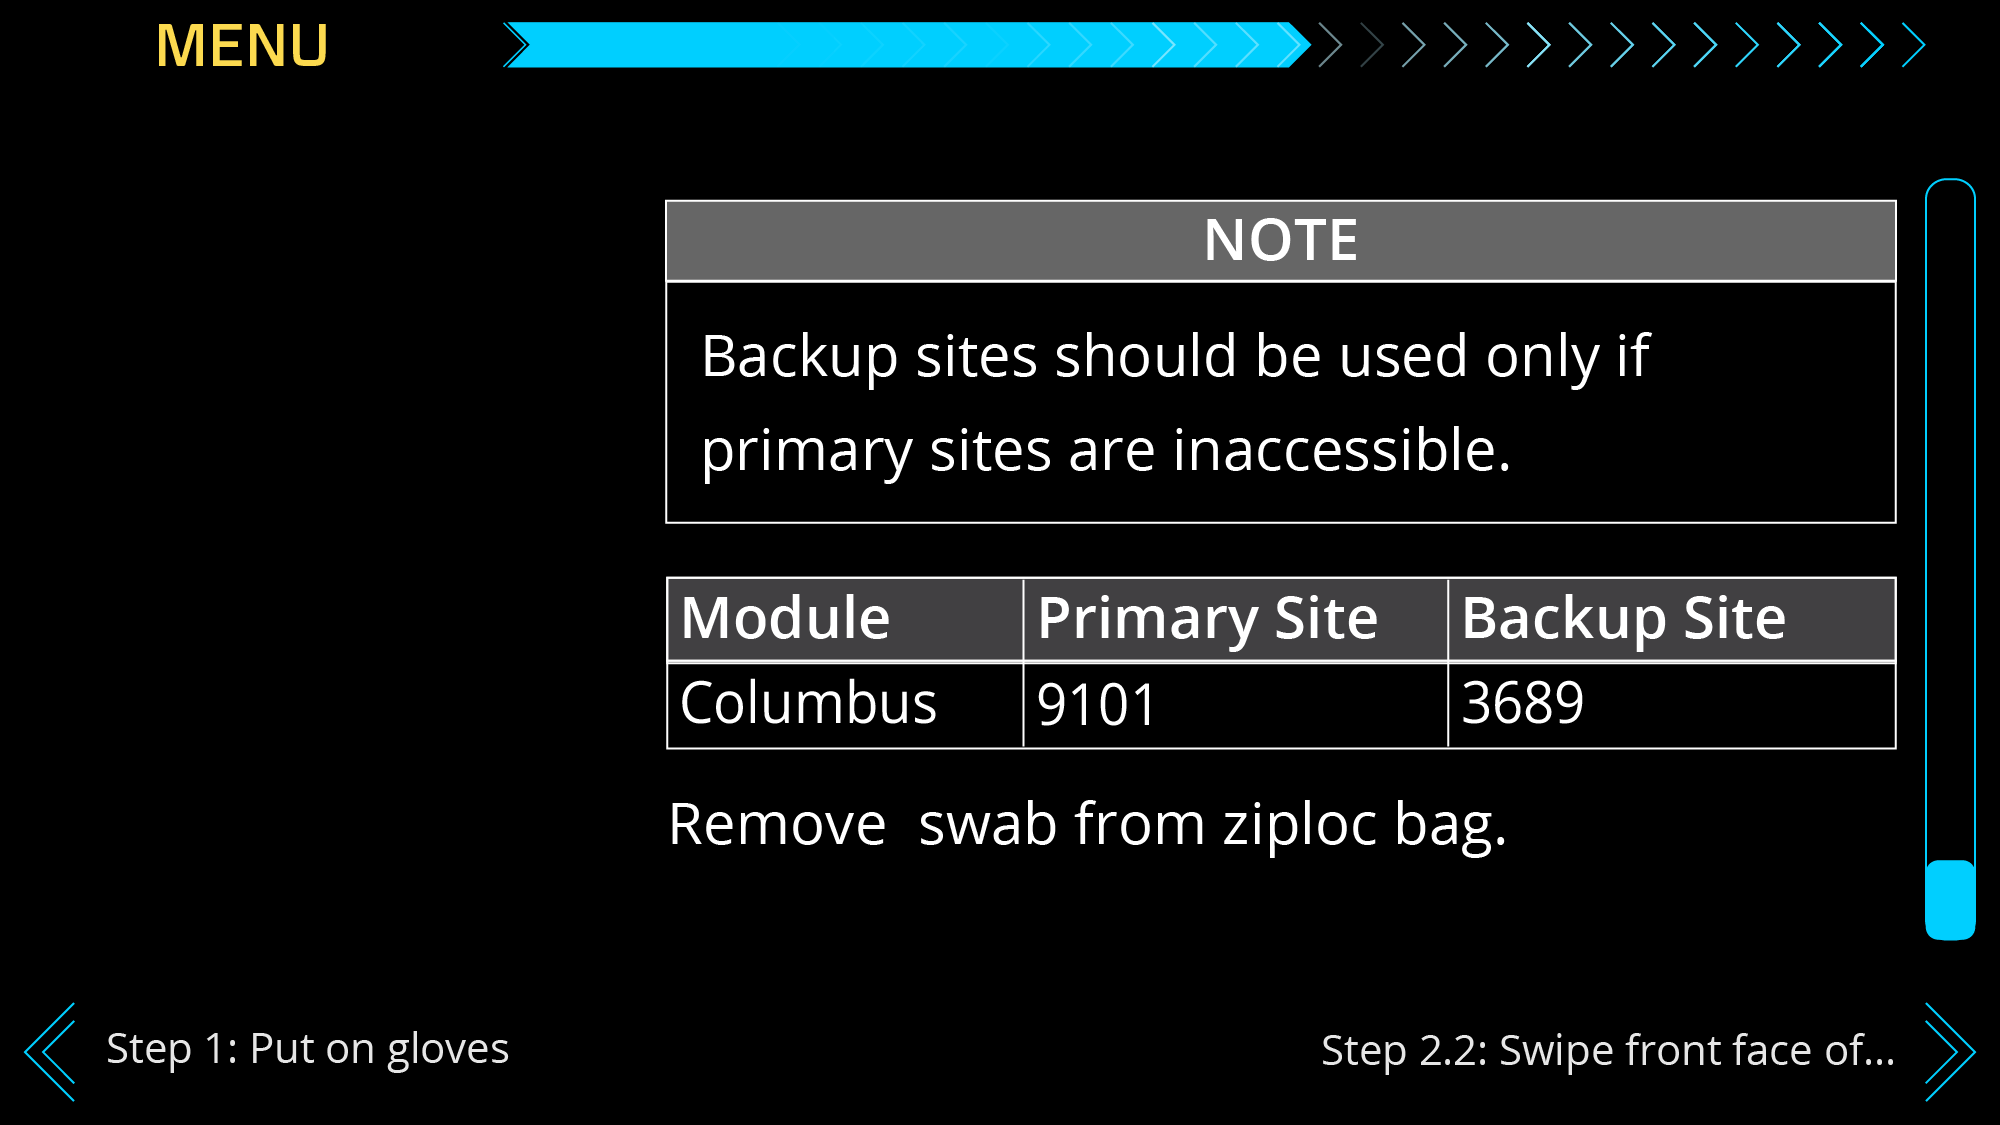 MENU
NOTE
Backup sites should be used only if
primary sites are inaccessible.
Module Primary Site Backup Site
Columbus 9101 3689
Remove  swab from ziploc bag.
Step 1: Put on gloves
Step 2.2: Swipe front face of...